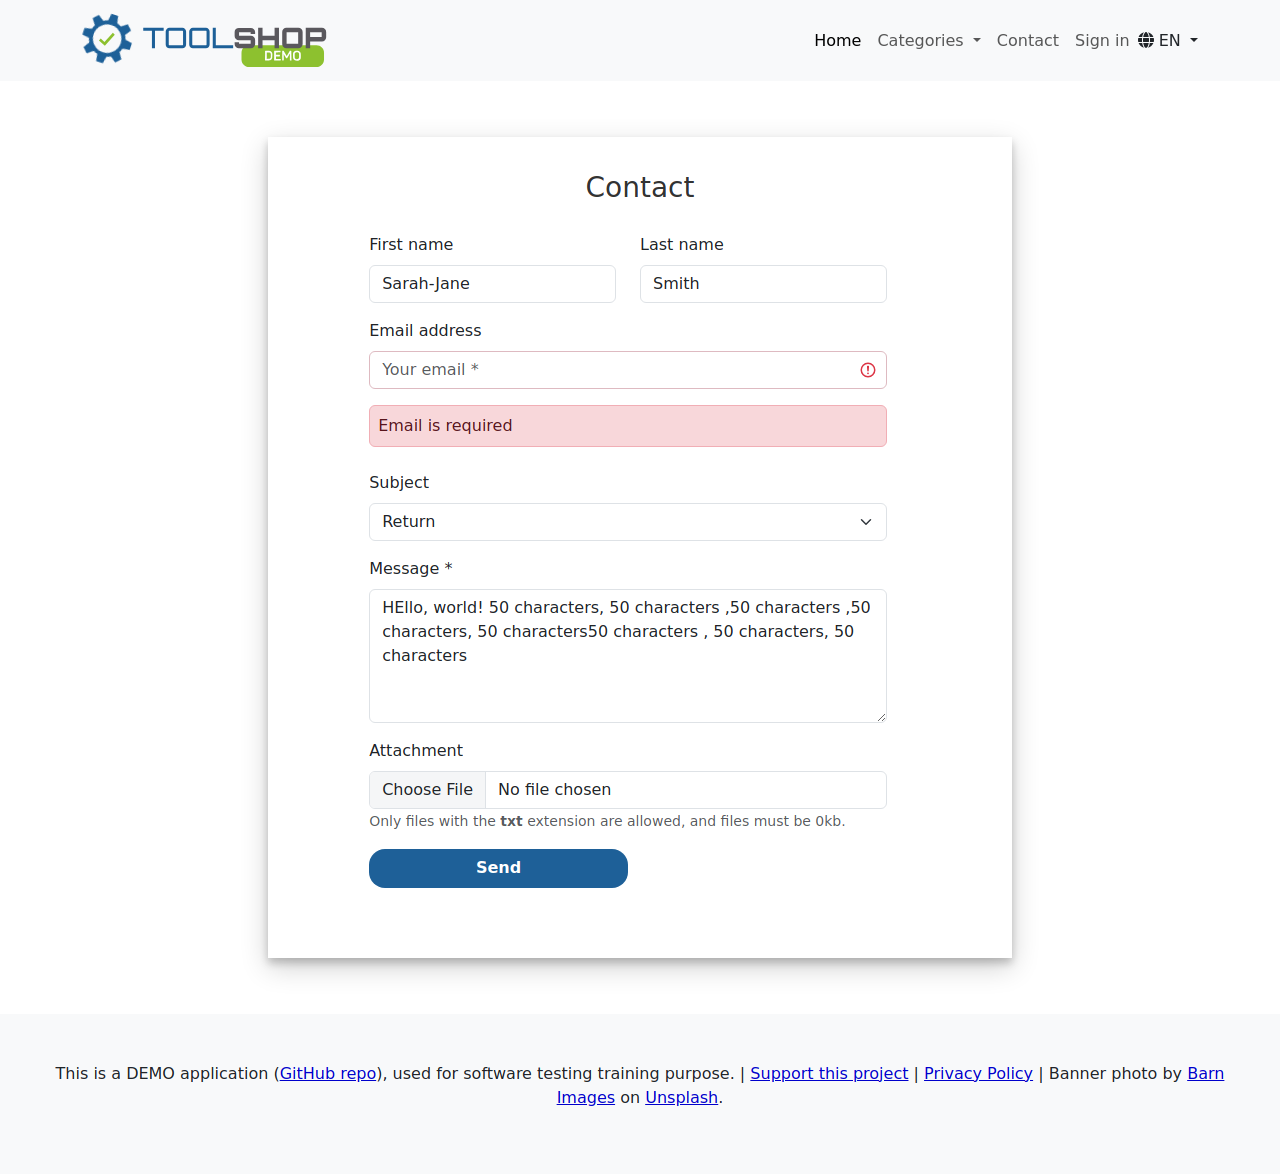 TOOLSHOP
DEMO
Home Categories Contact Sign in EN
Contact
First name Last name
Sarah-Jane Smith
Email address
Your email *
Email is required
Subject
Return
Message *
HEllo, world! 50 characters, 50 characters ,50 characters ,50
characters, 50 characters50 characters , 50 characters, 50
characters
Attachment
Choose File No file chosen
Only files with the txt extension are allowed, and files must be 0kb.
Send
This is a DEMO application (GitHub repo), used for software testing training purpose. | Support this project | Privacy Policy | Banner photo by Barn
Images on Unsplash.